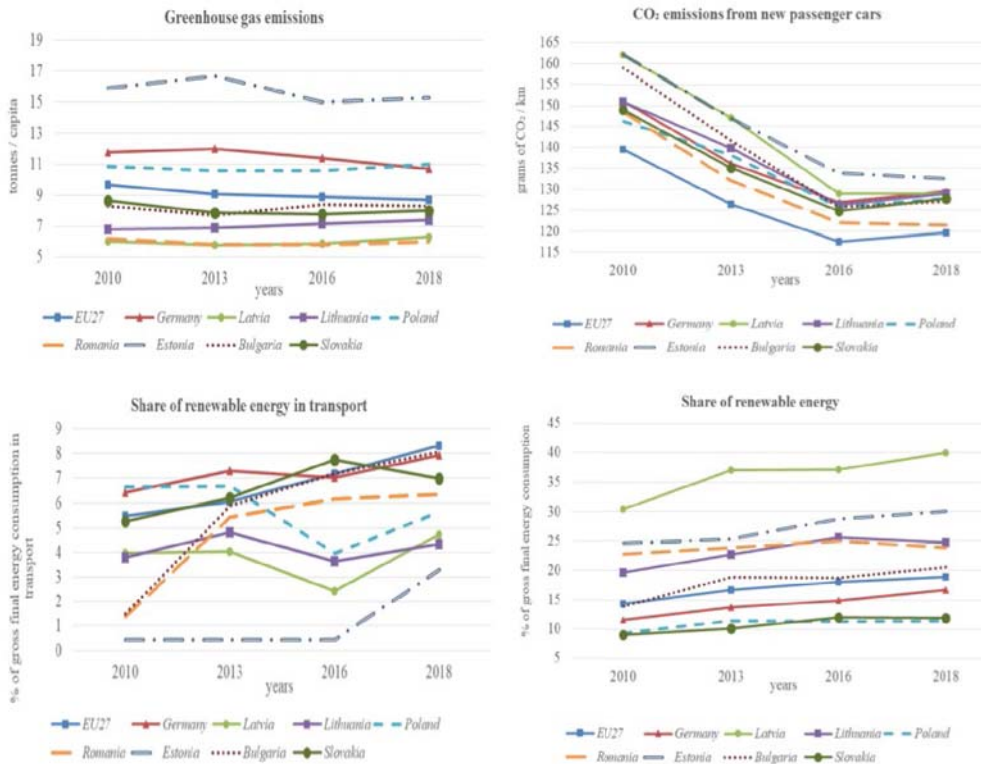 Greenhouse gas emissions
19
17
15
13
11
9
7
5
tonnes / capita
2010 2013 2016 2018
years
EU27 Germany Latvia Lithuania Poland
Romania Estonia Bulgaria Slovakia
CO₂ emissions from new passenger cars
165
160
155
150
145
140
135
130
125
120
115
grams of CO₂ / km
2010 2013 2016 2018
years
EU27 Germany Latvia Lithuania Poland
Romania Estonia Bulgaria Slovakia
Share of renewable energy in transport
9
8
7
6
5
4
3
2
1
0
% of gross final energy consumption in
transport
2010 2013 2016 2018
years
EU27 Germany Latvia Lithuania Poland
Romania Estonia Bulgaria Slovakia
Share of renewable energy
45
40
35
30
25
20
15
10
5
% of gross final energy consumption
2010 2013 2016 2018
years
EU27 Germany Latvia Lithuania Poland
Romania Estonia Bulgaria Slovakia